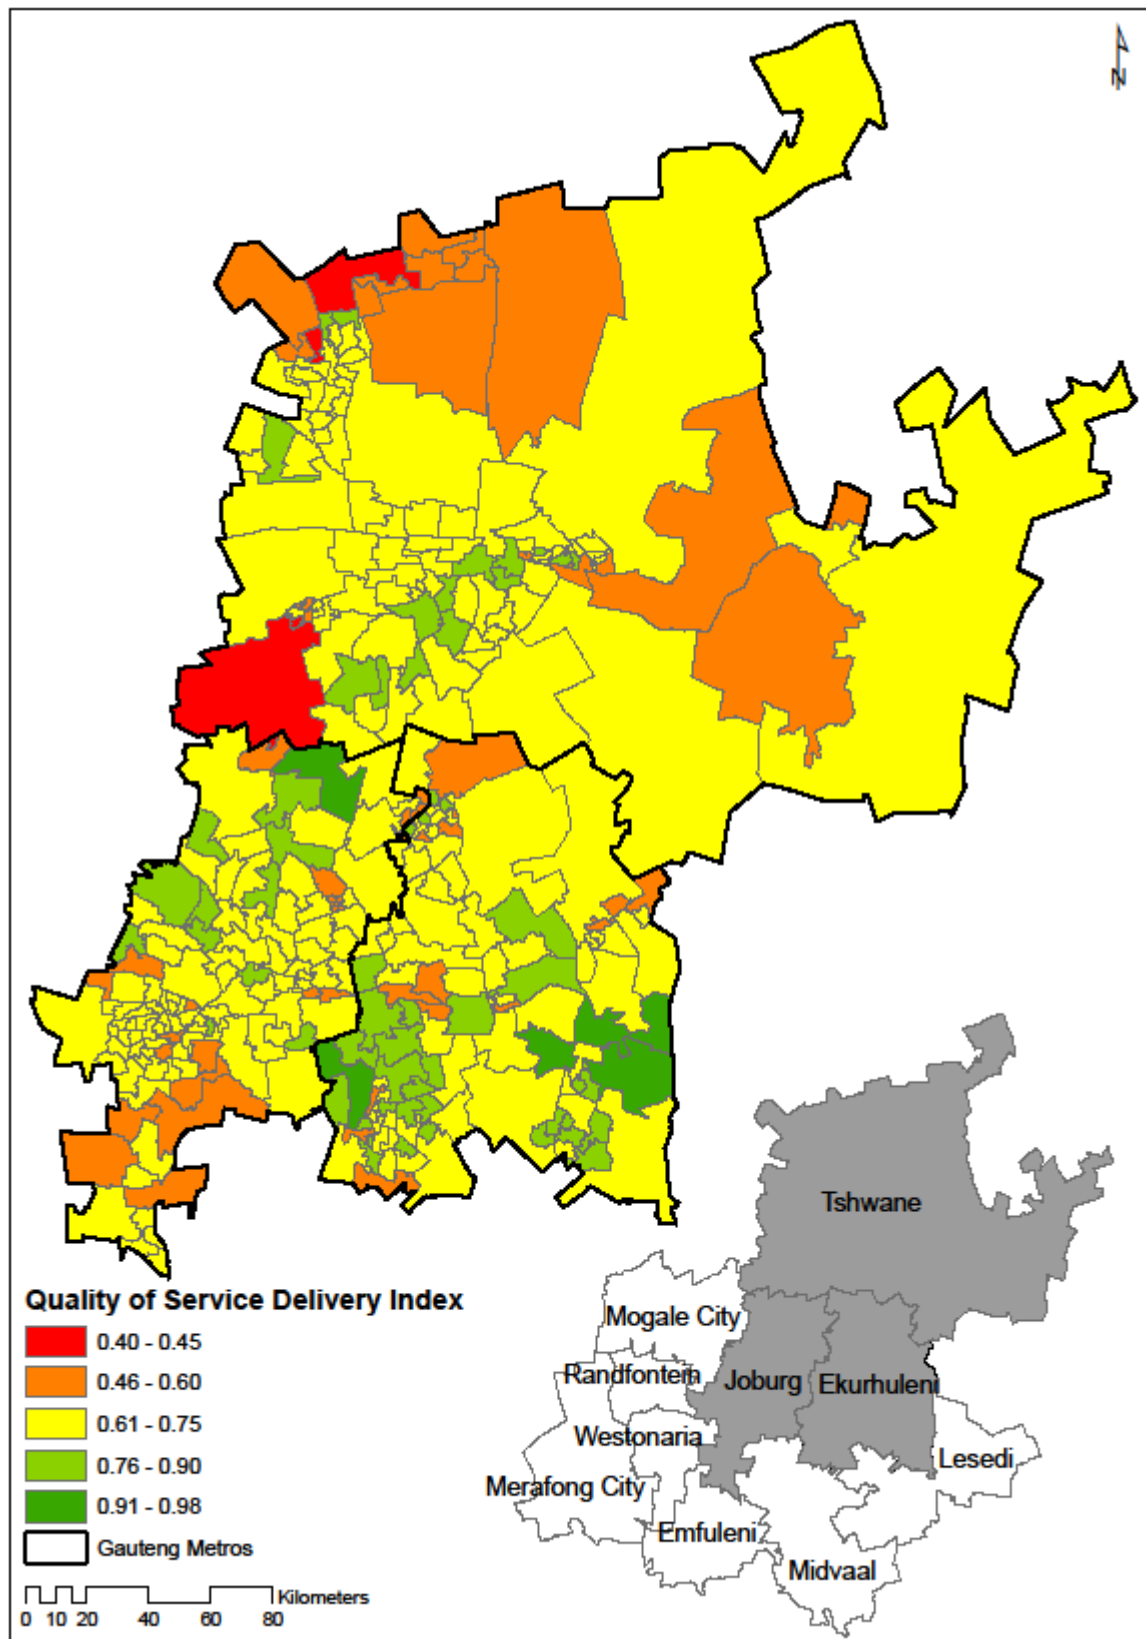 N
Tshwane
Mogale City
Randfontein
Joburg
Ekurhuleni
Westonaria
Lesedi
Merafong City
Emfuleni
Midvaal
Quality of Service Delivery Index
0.40 - 0.45
0.46 - 0.60
0.61 - 0.75
0.76 - 0.90
0.91 - 0.98
Gauteng Metros
Kilometers
0 10 20 40 60 80